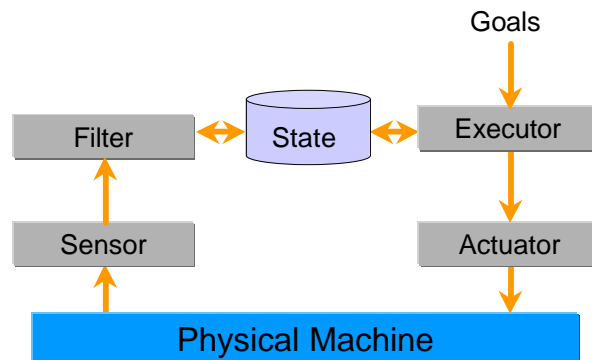 Goals
Filter
State
Executor
Sensor
Actuator
Physical Machine